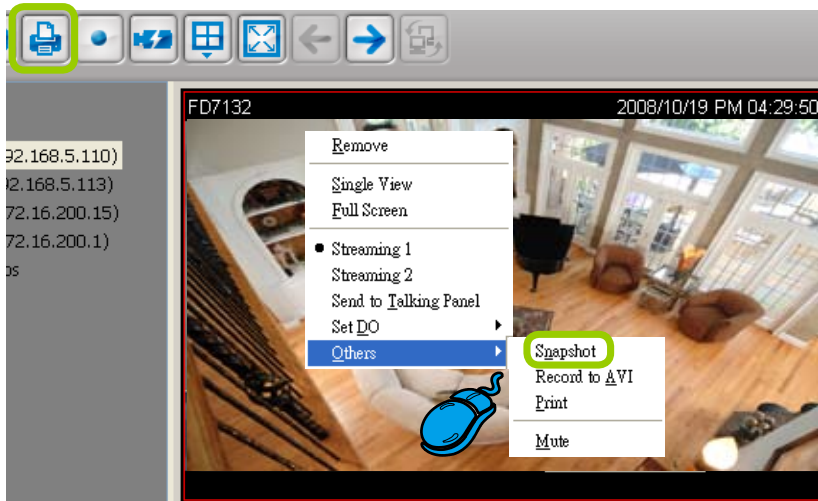 FD7132 2008/10/19 PM 04:29:50
92.168.5.110)
92.168.5.113)
72.16.200.15)
72.16.200.1)
os
Remove
Single View
Full Screen
Streaming 1
Streaming 2
Send to Talking Panel
Set DO
Others
Snapshot
Record to AVI
Print
Mute